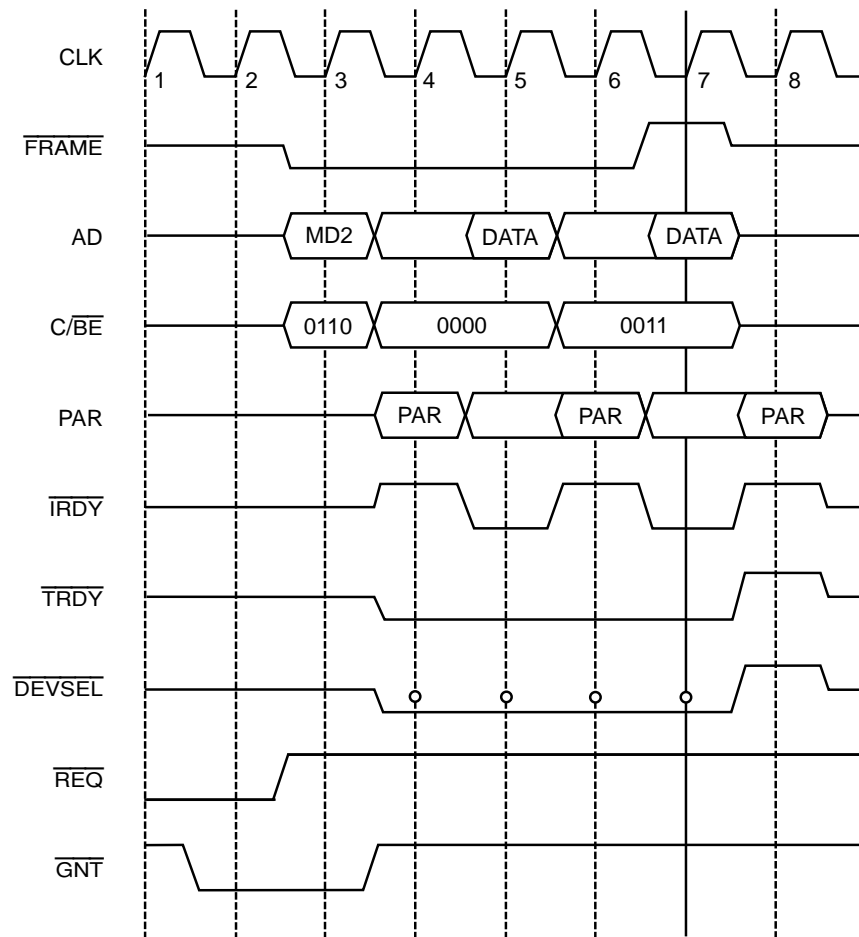 CLK
1 2 3 4 5 6 7 8
FRAME
AD MD2 DATA DATA
C/BE 0110 0000 0011
PAR PAR PAR PAR
IRDY
TRDY
DEVSEL
REQ
GNT